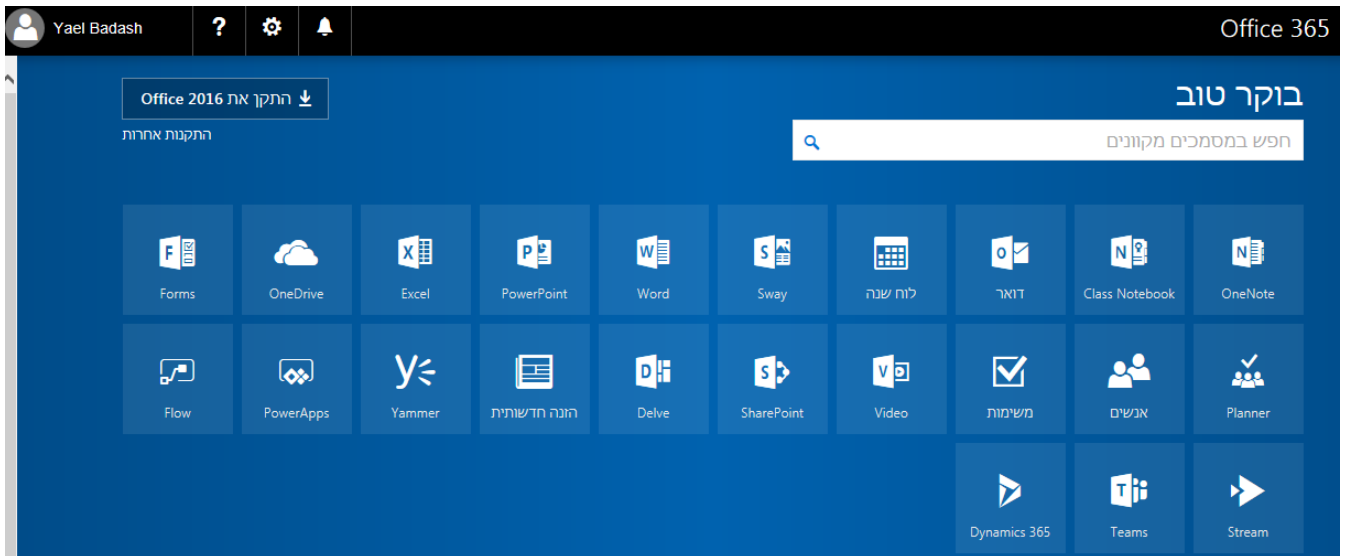 Office 365
Yael Badash
?
בוקר טוב
התקן את Office 2016
חפש במסמכים מקוונים
התקנות אחרות
OneNote
Class Notebook
דואר
לוח שנה
Sway
Word
PowerPoint
Excel
OneDrive
Forms
Planner
אנשים
משימות
Video
SharePoint
Delve
הזנה חדשותית
Yammer
PowerApps
Flow
Stream
Teams
Dynamics 365